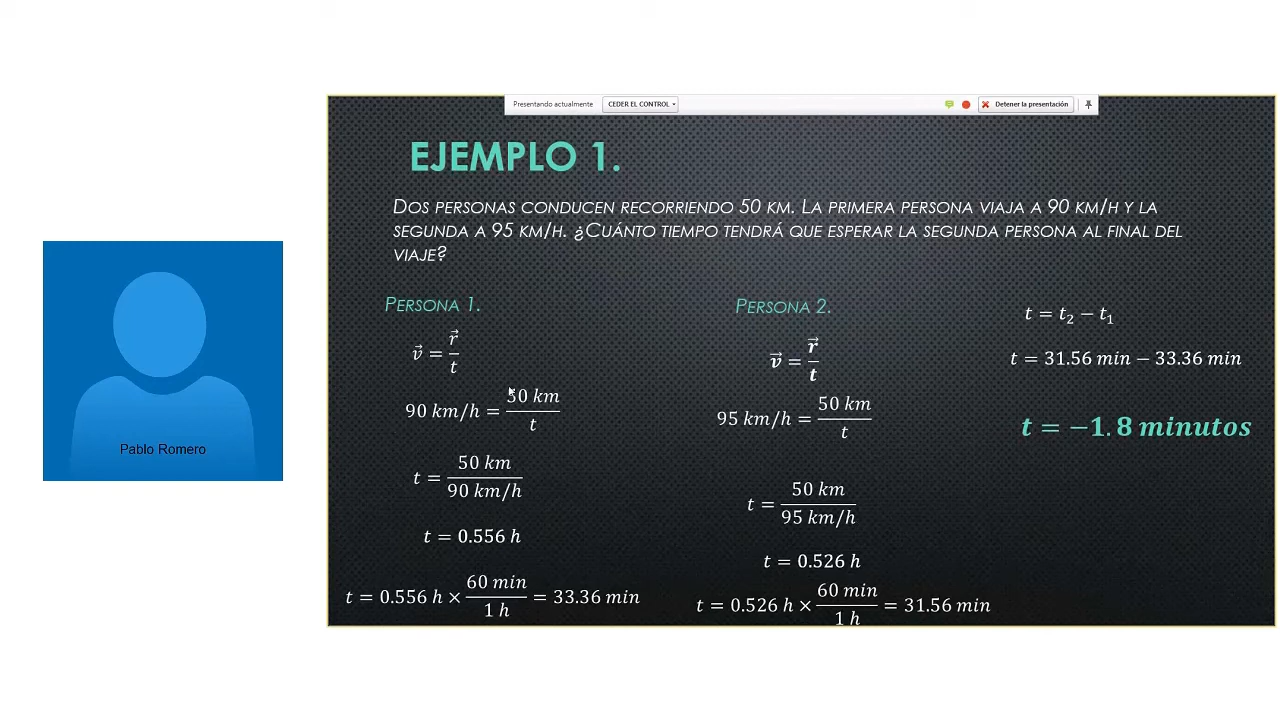 Presentando actualmente CEDER EL CONTROL Detener la presentación
EJEMPLO 1.
DOS PERSONAS CONDUCEN RECORRIENDO 50 KM. LA PRIMERA PERSONA VIAJA A 90 KM/H Y LA
SEGUNDA A 95 KM/H. ¿CUÁNTO TIEMPO TENDRÁ QUE ESPERAR LA SEGUNDA PERSONA AL FINAL DEL
VIAJE?
PERSONA 1.
v⃗ = r⃗/t
90 km/h = 50 km/t
t = 50 km/90 km/h
t = 0.556 h
t = 0.556 h × 60 min/1 h = 33.36 min
PERSONA 2.
v⃗ = r⃗/t
95 km/h = 50 km/t
t = 50 km/95 km/h
t = 0.526 h
t = 0.526 h × 60 min/1 h = 31.56 min
t = t₂ − t₁
t = 31.56 min − 33.36 min
t = −1.8 minutos
Pablo Romero